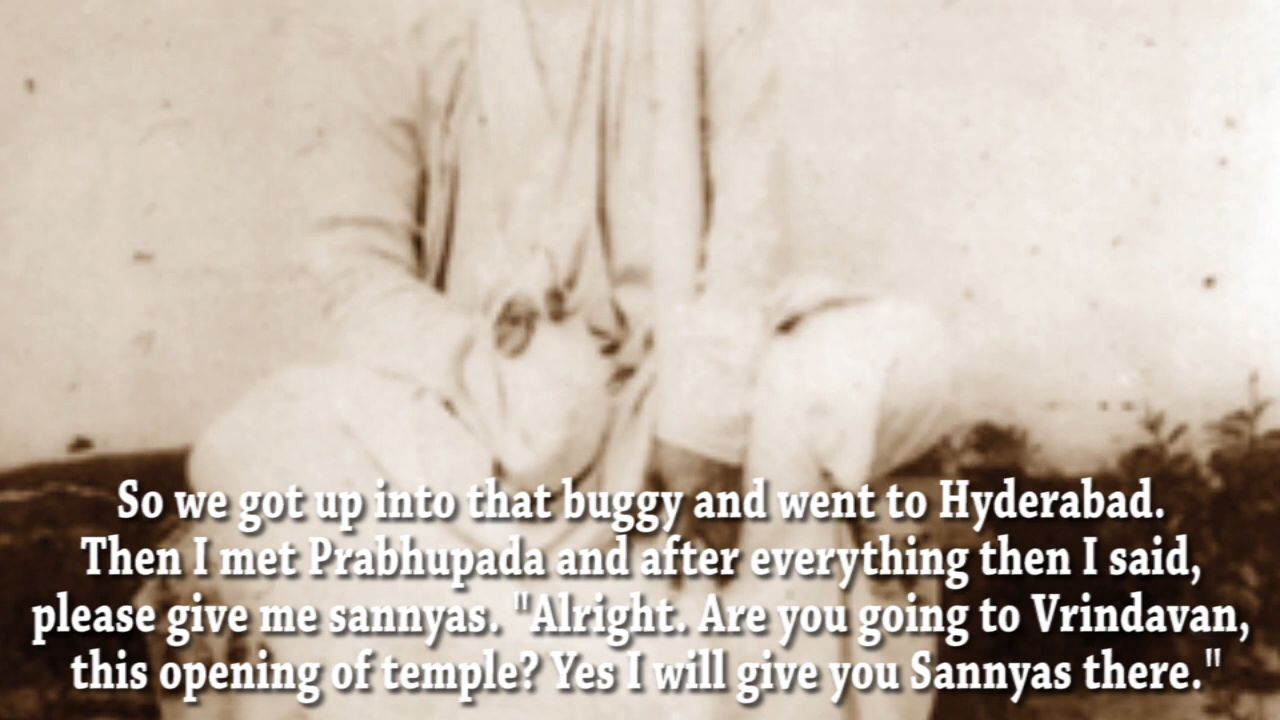 So we got up into that buggy and went to Hyderabad.
Then I met Prabhupada and after everything then I said,
please give me sannyas. "Alright. Are you going to Vrindavan,
this opening of temple? Yes I will give you Sannyas there."